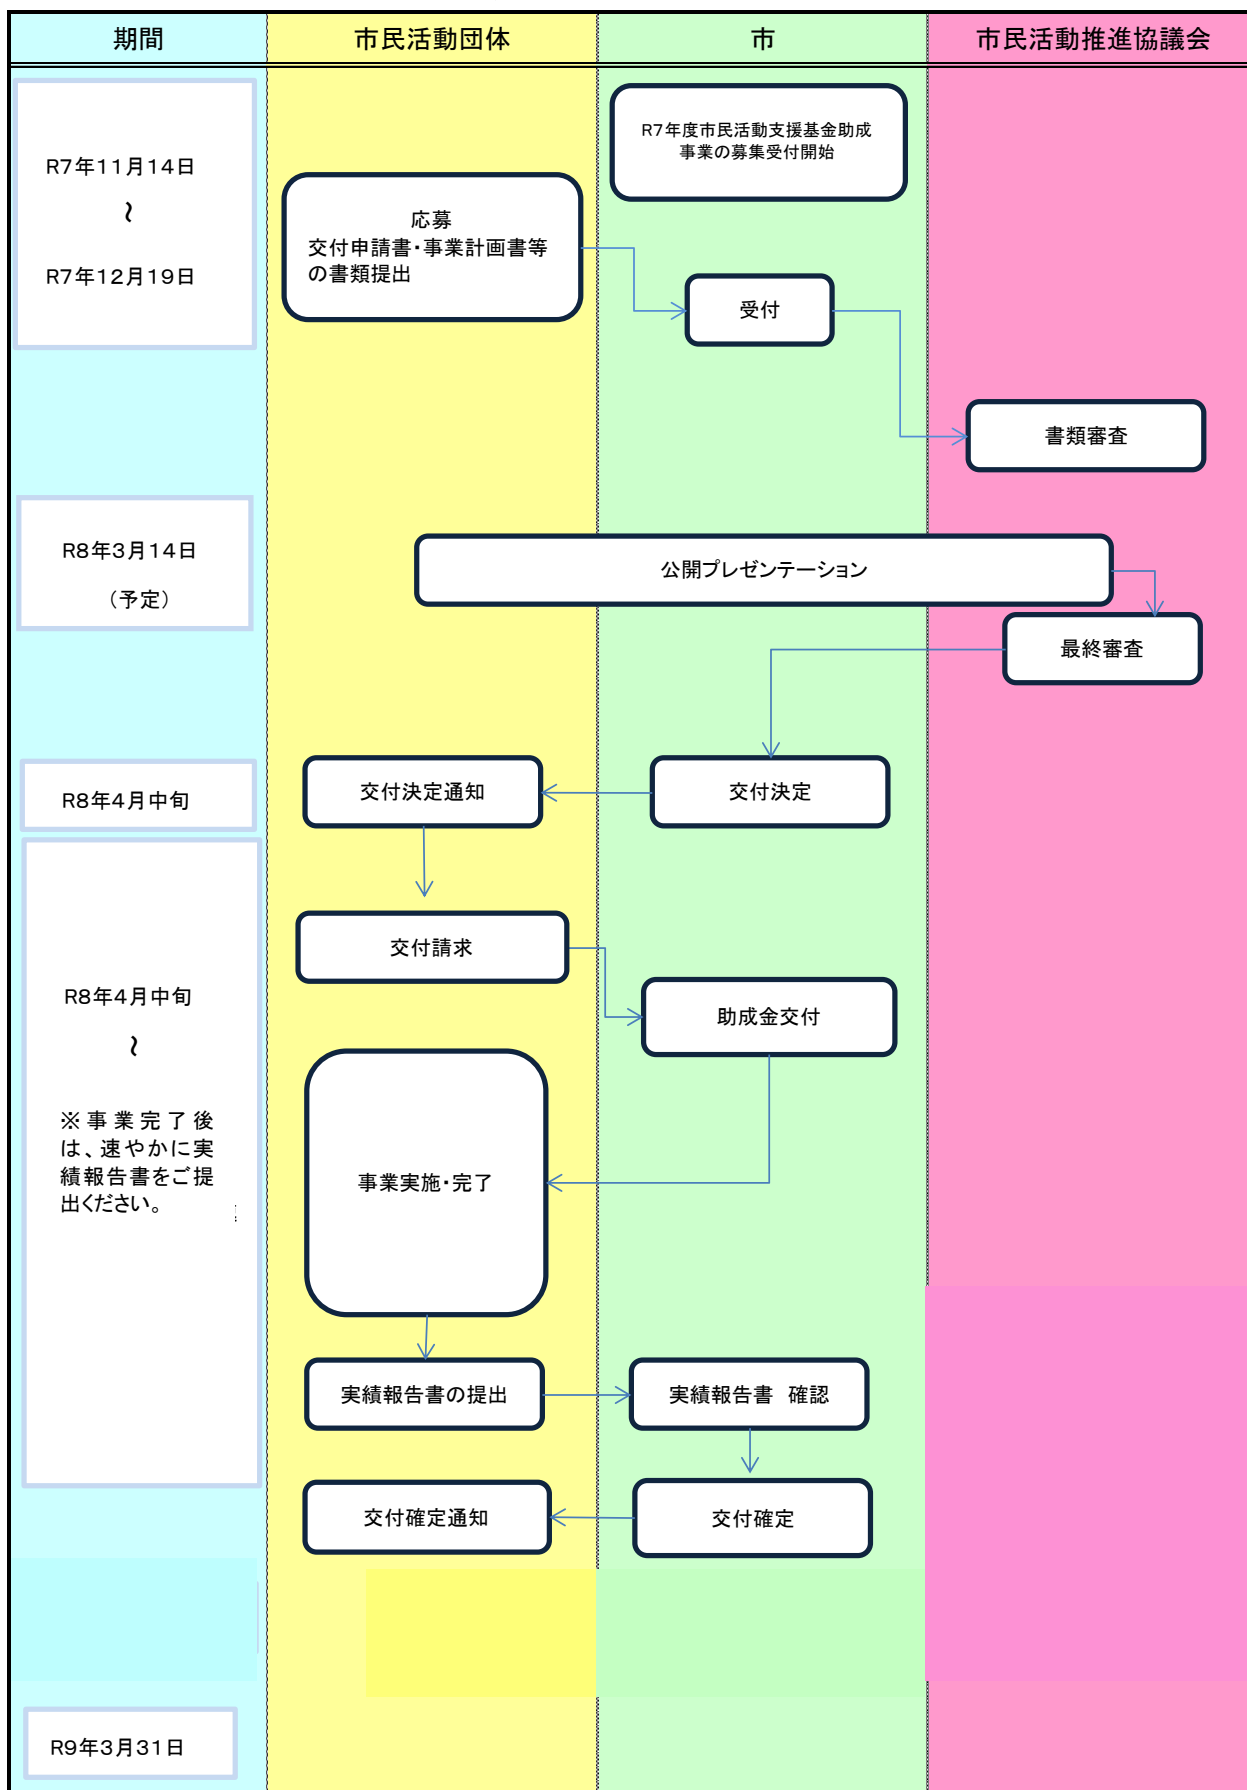 期間
市民活動団体
市
市民活動推進協議会
R7年11月14日
～
R7年12月19日
R7年度市民活動支援基金助成
事業の募集受付開始
応募
交付申請書・事業計画書等
の書類提出
受付
書類審査
R8年3月14日
（予定）
公開プレゼンテーション
最終審査
R8年4月中旬
交付決定通知
交付決定
交付請求
助成金交付
R8年4月中旬
～
※事業完了後
は、速やかに実
績報告書をご提
出ください。
事業実施・完了
実績報告書の提出
実績報告書　確認
交付確定通知
交付確定
R9年3月31日